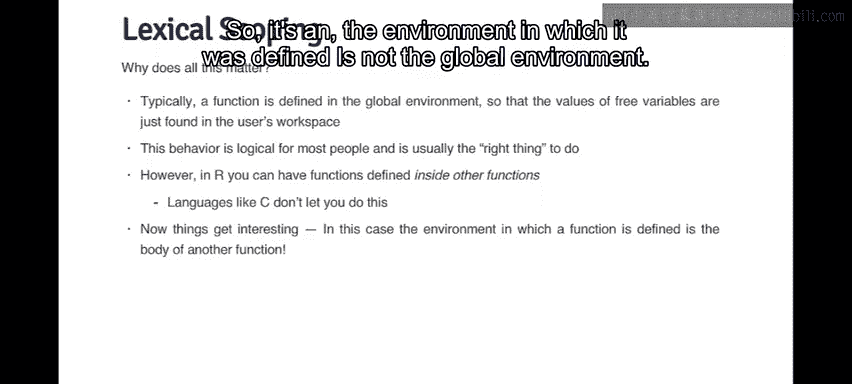 Lexical Scoping
So, it's an, the environment in which it
was defined Is not the global environment.
Why does all this matter?
· Typically, a function is defined in the global environment, so that the values of free variables are
just found in the user's workspace
· This behavior is logical for most people and is usually the “right thing” to do
· However, in R you can have functions defined inside other functions
- Languages like C don't let you do this
· Now things get interesting — In this case the environment in which a function is defined is the
body of another function!